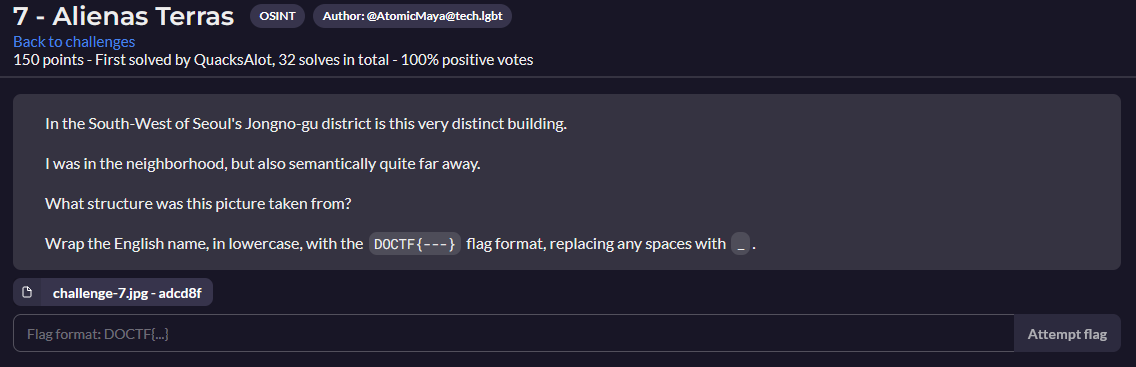 7 - Alienas Terras OSINT Author: @AtomicMaya@tech.lgbt
Back to challenges
150 points - First solved by QuacksAlot, 32 solves in total - 100% positive votes
In the South-West of Seoul's Jongno-gu district is this very distinct building.
I was in the neighborhood, but also semantically quite far away.
What structure was this picture taken from?
Wrap the English name, in lowercase, with the DOCTF{---} flag format, replacing any spaces with _ .
challenge-7.jpg - adcd8f
Flag format: DOCTF{...} Attempt flag